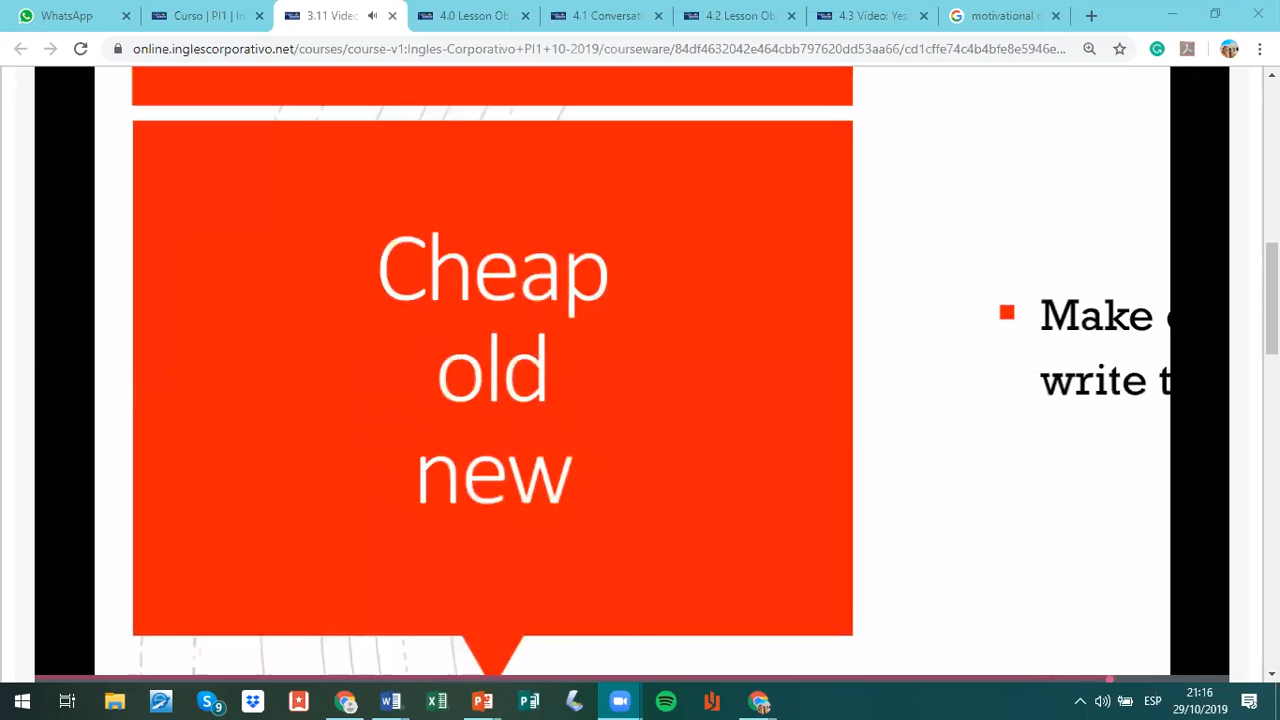 WhatsApp
Curso | PI1 | In
3.11 Video
4.0 Lesson Ob
4.1 Conversati
4.2 Lesson Ob
4.3 Video: Yes
motivational q
online.inglescorporativo.net/courses/course-v1:Ingles-Corporativo+PI1+10-2019/courseware/84df4632042e464cbb797620dd53aa66/cd1cffe74c4b4bfe8e5946e...
Cheap
old
new
Make
write t
9
ESP
21:16
29/10/2019